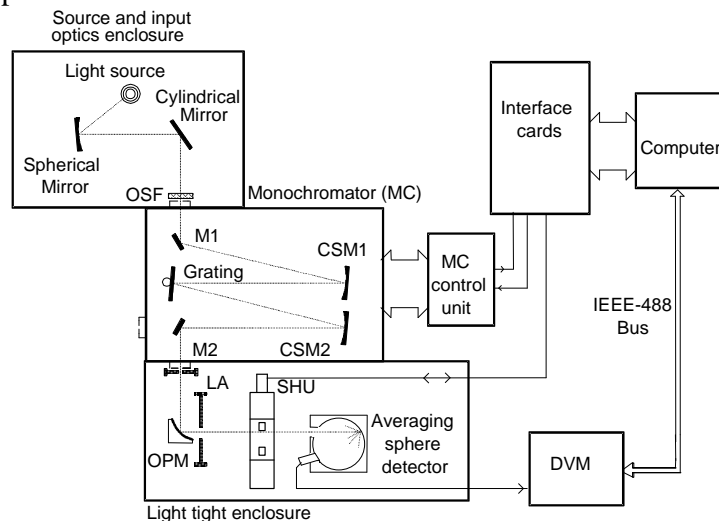 Source and input
optics enclosure
Light source
Cylindrical
Mirror
Spherical
Mirror
OSF
Monochromator (MC)
M1
CSM1
Grating
M2
CSM2
Interface
cards
Computer
MC
control
unit
IEEE-488
Bus
LA
SHU
OPM
Averaging
sphere
detector
DVM
Light tight enclosure